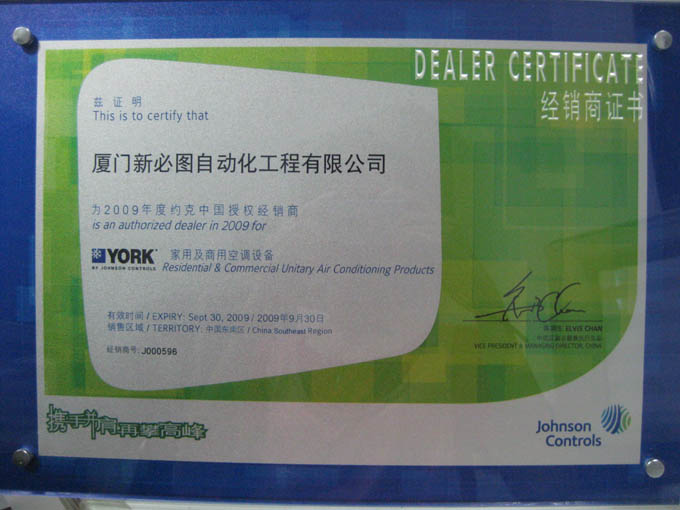 DEALER CERTIFICATE
经销商证书
兹证明
This is to certify that
厦门新必图自动化工程有限公司
为2009年度约克中国授权经销商
is an authorized dealer in 2009 for
YORK
BY JOHNSON CONTROLS
家用及商用空调设备
Residential & Commercial Unitary Air Conditioning Products
有效时间 / EXPIRY: Sept 30, 2009 / 2009年9月30日
销售区域 / TERRITORY: 中国东南区 / China Southeast Region
经销商号: J000596
ELVIS CHAN
VICE PRESIDENT & MANAGING DIRECTOR, CHINA
携手并肩再攀高峰
Johnson
Controls